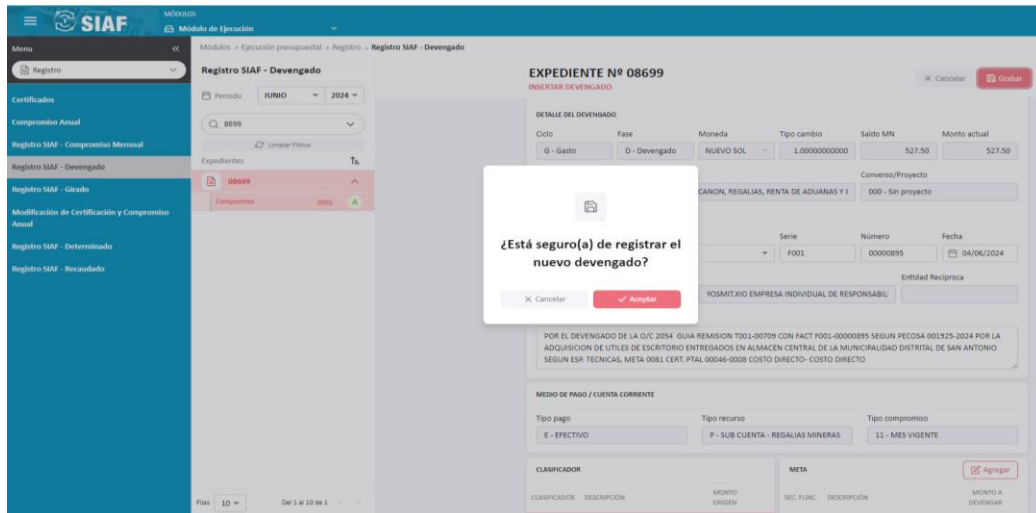 MÓDULOS
SIAF
Módulo de Ejecución
Menu
Registro
Certificados
Compromiso Anual
Registro SIAF - Compromiso Mensual
Registro SIAF - Devengado
Registro SIAF - Girado
Modificación de Certificación y Compromiso
Anual
Registro SIAF - Determinado
Registro SIAF - Recaudado
Módulos » Ejecución presupuestal » Registro » Registro SIAF - Devengado
Registro SIAF - Devengado
Periodo JUNIO 2024
8699
Limpiar Filtros
Expedientes
08699
Compromiso 0001 A
Filas 10 Del 1 al 10 de 1
EXPEDIENTE Nº 08699
INSERTAR DEVENGADO
Cancelar Grabar
DETALLE DEL DEVENGADO
Ciclo Fase Moneda Tipo cambio Saldo MN Monto actual
G - Gasto D - Devengado NUEVO SOL 1.00000000000 527.50 527.50
Convenio/Proyecto
CANON, REGALIAS, RENTA DE ADUANAS Y 000 - Sin proyecto
Serie Número Fecha
F001 00000895 04/06/2024
Entidad Recíproca
YOSMIT.XIO EMPRESA INDIVIDUAL DE RESPONSABIL
¿Está seguro(a) de registrar el
nuevo devengado?
Cancelar Aceptar
POR EL DEVENGADO DE LA O/C 2054 GUIA REMISION T001-00709 CON FACT F001-00000895 SEGUN PECOSA 001925-2024 POR LA
ADQUISICION DE UTILES DE ESCRITORIO ENTREGADOS EN ALMACEN CENTRAL DE LA MUNICIPALIDAD DISTRITAL DE SAN ANTONIO
SEGUN ESP. TECNICAS, META 0081 CERT. PTAL 00046-0008 COSTO DIRECTO- COSTO DIRECTO
MEDIO DE PAGO / CUENTA CORRIENTE
Tipo pago Tipo recurso Tipo compromiso
E - EFECTIVO P - SUB CUENTA - REGALIAS MINERAS 11 - MES VIGENTE
CLASIFICADOR META Agregar
CLASIFICADOR DESCRIPCIÓN MONTO ORIGEN SEC. FUNC. DESCRIPCIÓN MONTO A DEVENGAR